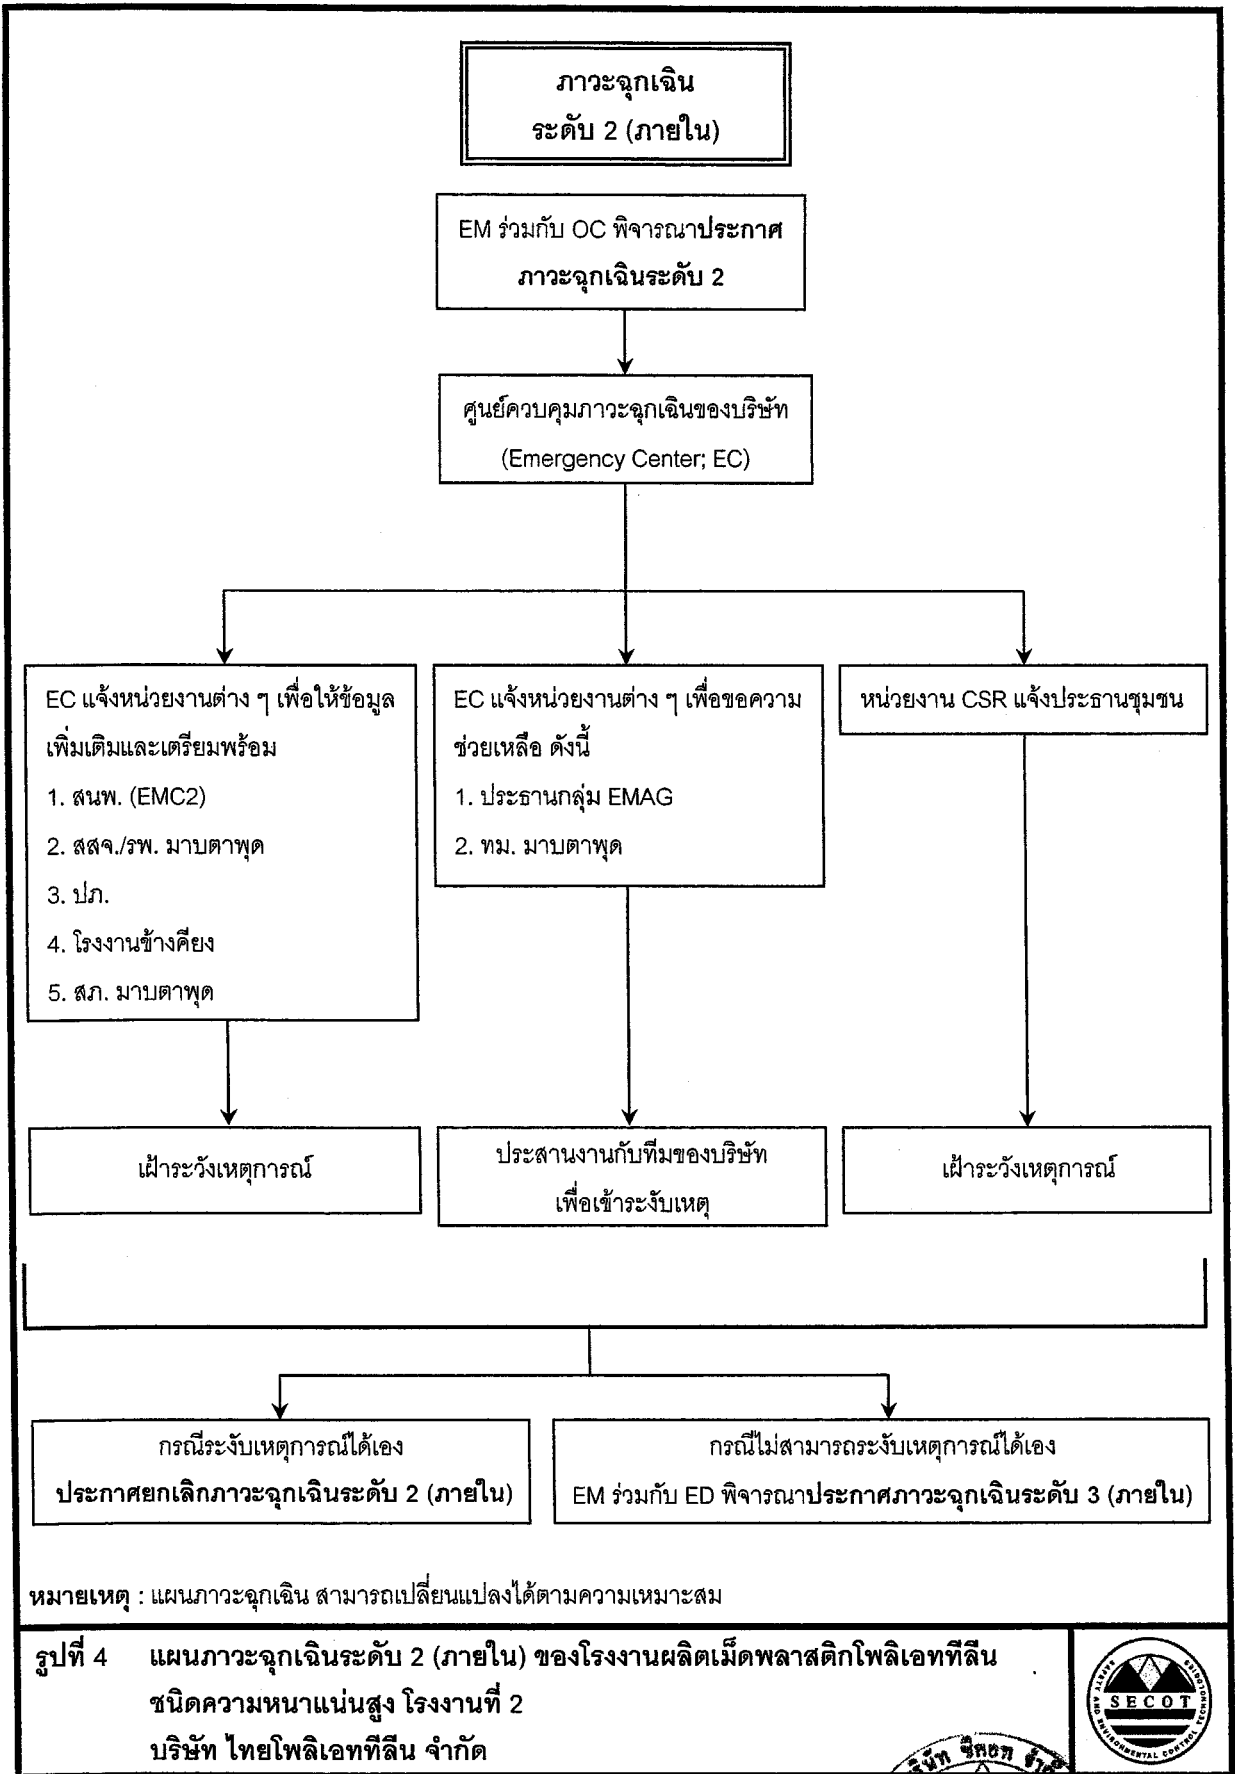 ภาวะฉุกเฉิน
ระดับ 2 (ภายใน)
EM ร่วมกับ OC พิจารณาประกาศ
ภาวะฉุกเฉินระดับ 2
ศูนย์ควบคุมภาวะฉุกเฉินของบริษัท
(Emergency Center; EC)
EC แจ้งหน่วยงานต่าง ๆ เพื่อให้ข้อมูล
เพิ่มเติมและเตรียมพร้อม
1. สนพ. (EMC2)
2. สสจ./รพ. มาบตาพุด
3. ปภ.
4. โรงงานข้างคียง
5. สภ. มาบตาพุด
EC แจ้งหน่วยงานต่าง ๆ เพื่อขอความ
ช่วยเหลือ ดังนี้
1. ประธานกลุ่ม EMAG
2. ทม. มาบตาพุด
หน่วยงาน CSR แจ้งประธานชุมชน
เฝ้าระวังเหตุการณ์
ประสานงานกับทีมของบริษัท
เพื่อเข้าระงับเหตุ
เฝ้าระวังเหตุการณ์
กรณีระงับเหตุการณ์ได้เอง
ประกาศยกเลิกภาวะฉุกเฉินระดับ 2 (ภายใน)
กรณีไม่สามารถระงับเหตุการณ์ได้เอง
EM ร่วมกับ ED พิจารณาประกาศภาวะฉุกเฉินระดับ 3 (ภายใน)
หมายเหตุ : แผนภาวะฉุกเฉิน สามารถเปลี่ยนแปลงได้ตามความเหมาะสม
รูปที่ 4 แผนภาวะฉุกเฉินระดับ 2 (ภายใน) ของโรงงานผลิตเม็ดพลาสติกโพลิเอททีลีน
ชนิดความหนาแน่นสูง โรงงานที่ 2
บริษัท ไทยโพลิเอททีลีน จำกัด
SECOT
SAFETY AND ENVIRONMENTAL CONTROL TECHNOLOGIES